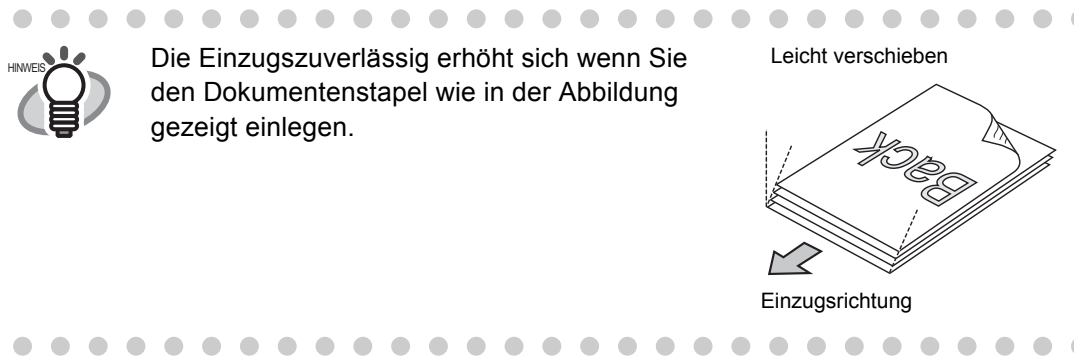 HINWEIS
Die Einzugszuverlässig erhöht sich wenn Sie
den Dokumentenstapel wie in der Abbildung
gezeigt einlegen.
Leicht verschieben
Back
Einzugsrichtung